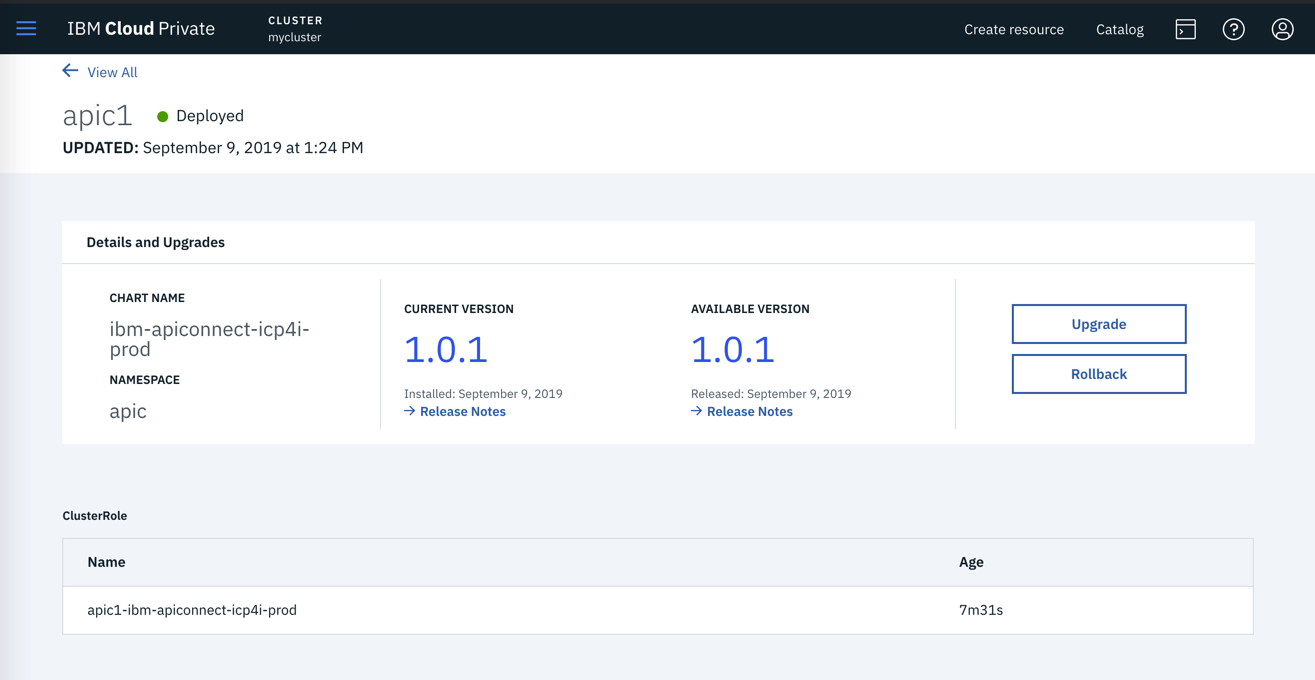 IBM Cloud Private
CLUSTER
mycluster
Create resource
Catalog
View All
apic1
Deployed
UPDATED: September 9, 2019 at 1:24 PM
Details and Upgrades
CHART NAME
ibm-apiconnect-icp4i-
prod
NAMESPACE
apic
CURRENT VERSION
1.0.1
Installed: September 9, 2019
Release Notes
AVAILABLE VERSION
1.0.1
Released: September 9, 2019
Release Notes
Upgrade
Rollback
ClusterRole
Name
Age
apic1-ibm-apiconnect-icp4i-prod
7m31s